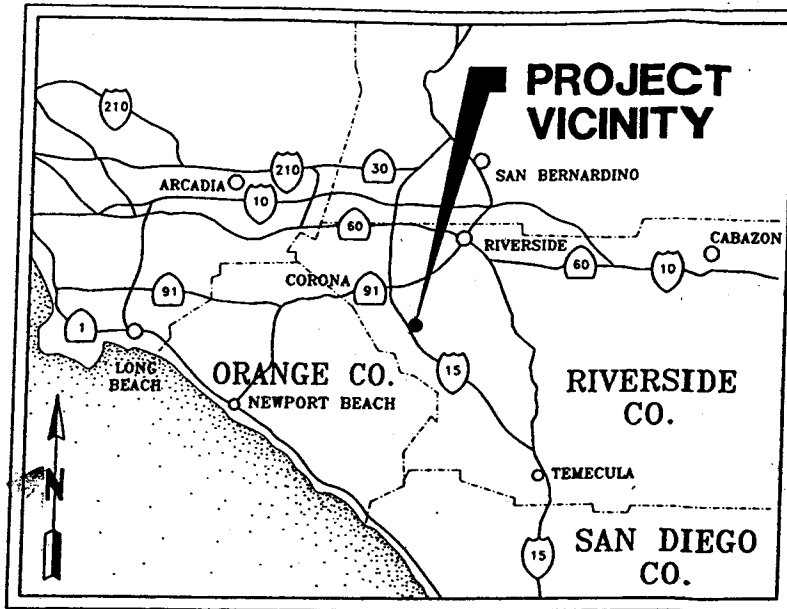 PROJECT
VICINITY
210
210
30
ARCADIA
10
SAN BERNARDINO
60
RIVERSIDE
CABAZON
60
10
CORONA
91
91
1
LONG
BEACH
ORANGE CO.
NEWPORT BEACH
15
RIVERSIDE
CO.
N
TEMECULA
15
SAN DIEGO
CO.